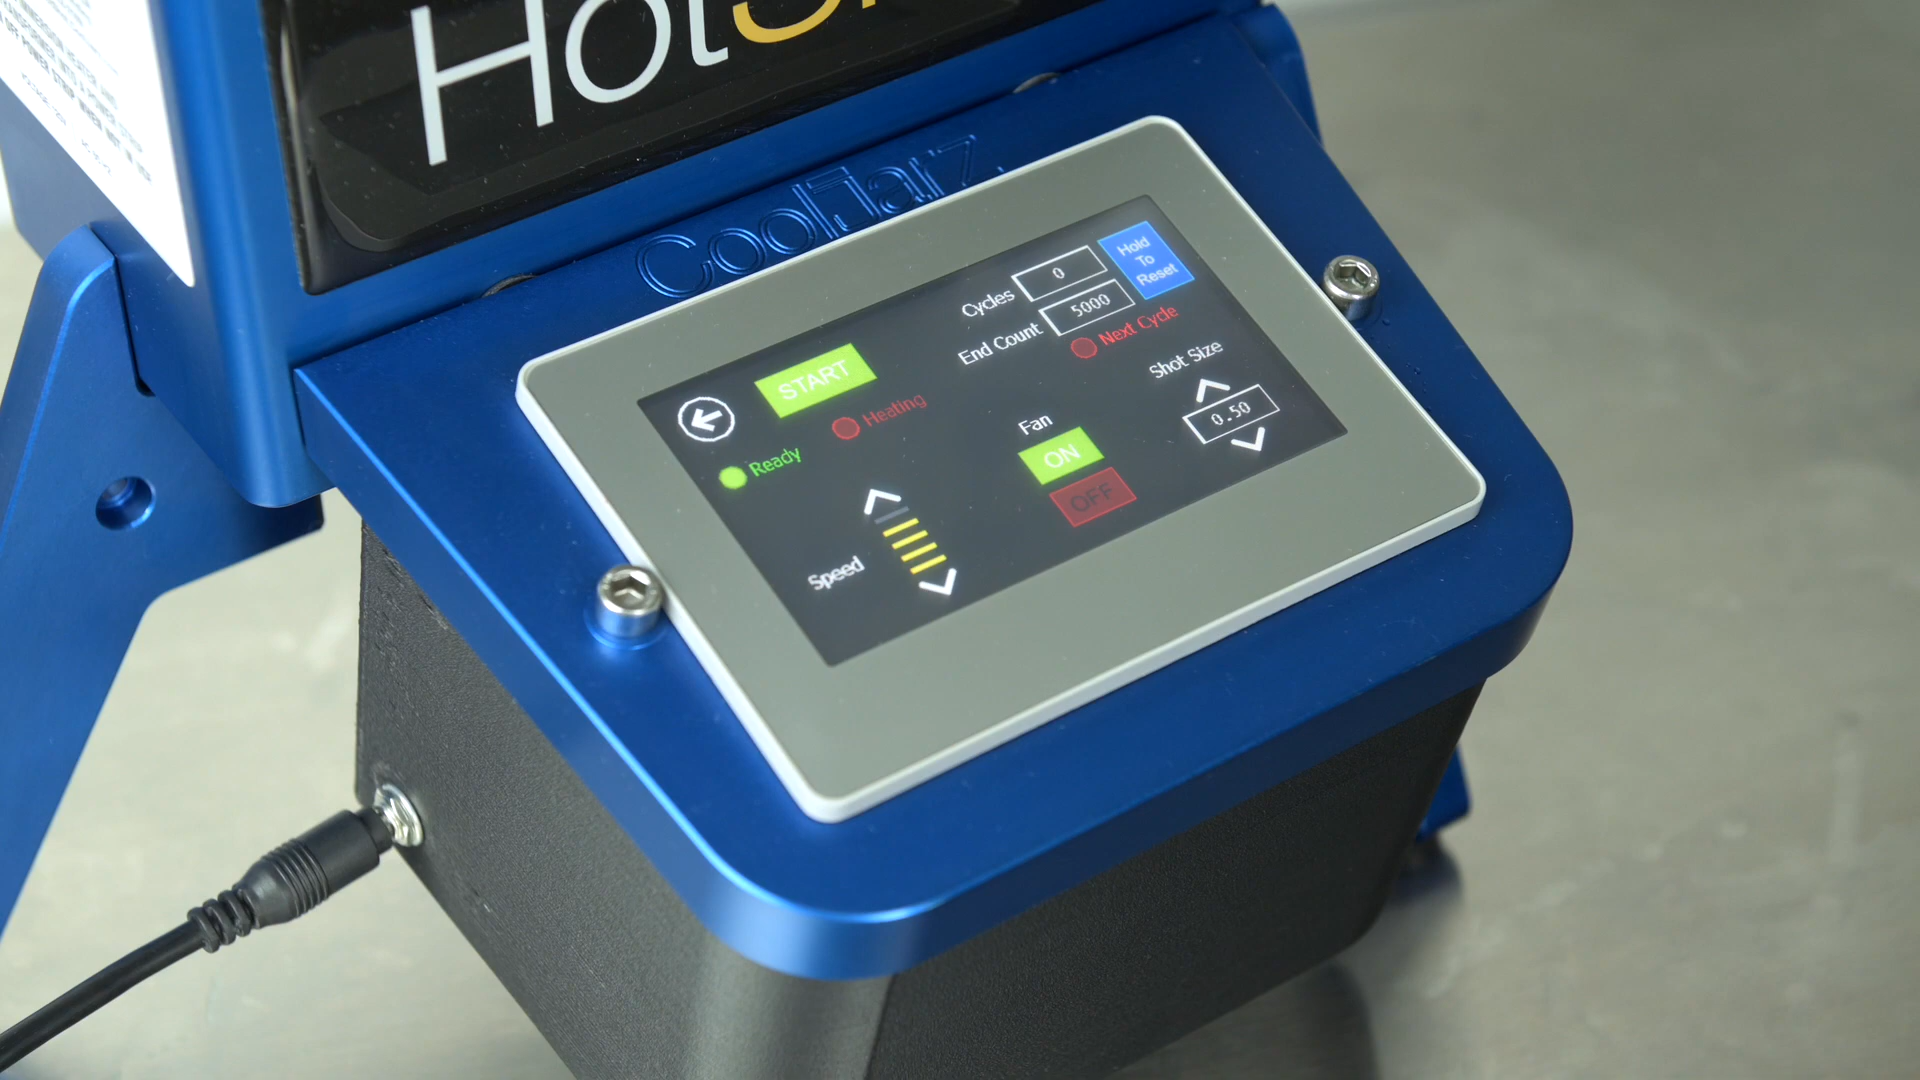 HotS
CoolJarz
Cycles 0
Hold
To
Reset
End Count 5000
Next Cycle
START
Heating
Shot Size
0.50
Ready
Fan
ON
OFF
Speed